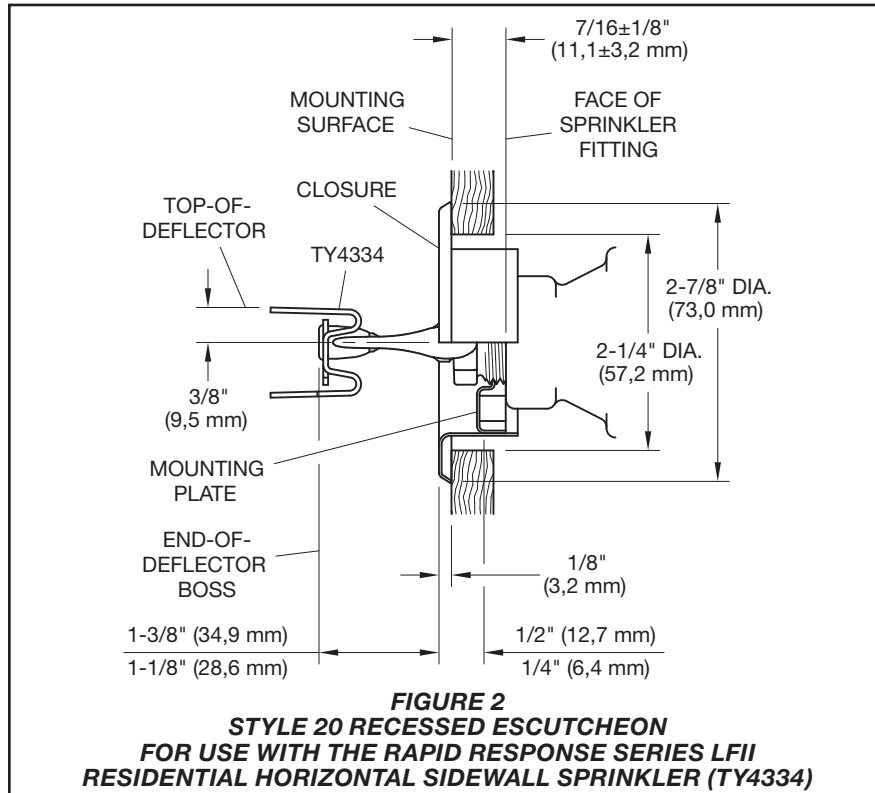 7/16±1/8"
(11,1±3,2 mm)
MOUNTING
SURFACE
FACE OF
SPRINKLER
FITTING
CLOSURE
TOP-OF-
DEFLECTOR
TY4334
2-7/8" DIA.
(73,0 mm)
2-1/4" DIA.
(57,2 mm)
3/8"
(9,5 mm)
MOUNTING
PLATE
END-OF-
DEFLECTOR
BOSS
1/8"
(3,2 mm)
1-3/8" (34,9 mm)
1-1/8" (28,6 mm)
1/2" (12,7 mm)
1/4" (6,4 mm)
FIGURE 2
STYLE 20 RECESSED ESCUTCHEON
FOR USE WITH THE RAPID RESPONSE SERIES LFII
RESIDENTIAL HORIZONTAL SIDEWALL SPRINKLER (TY4334)